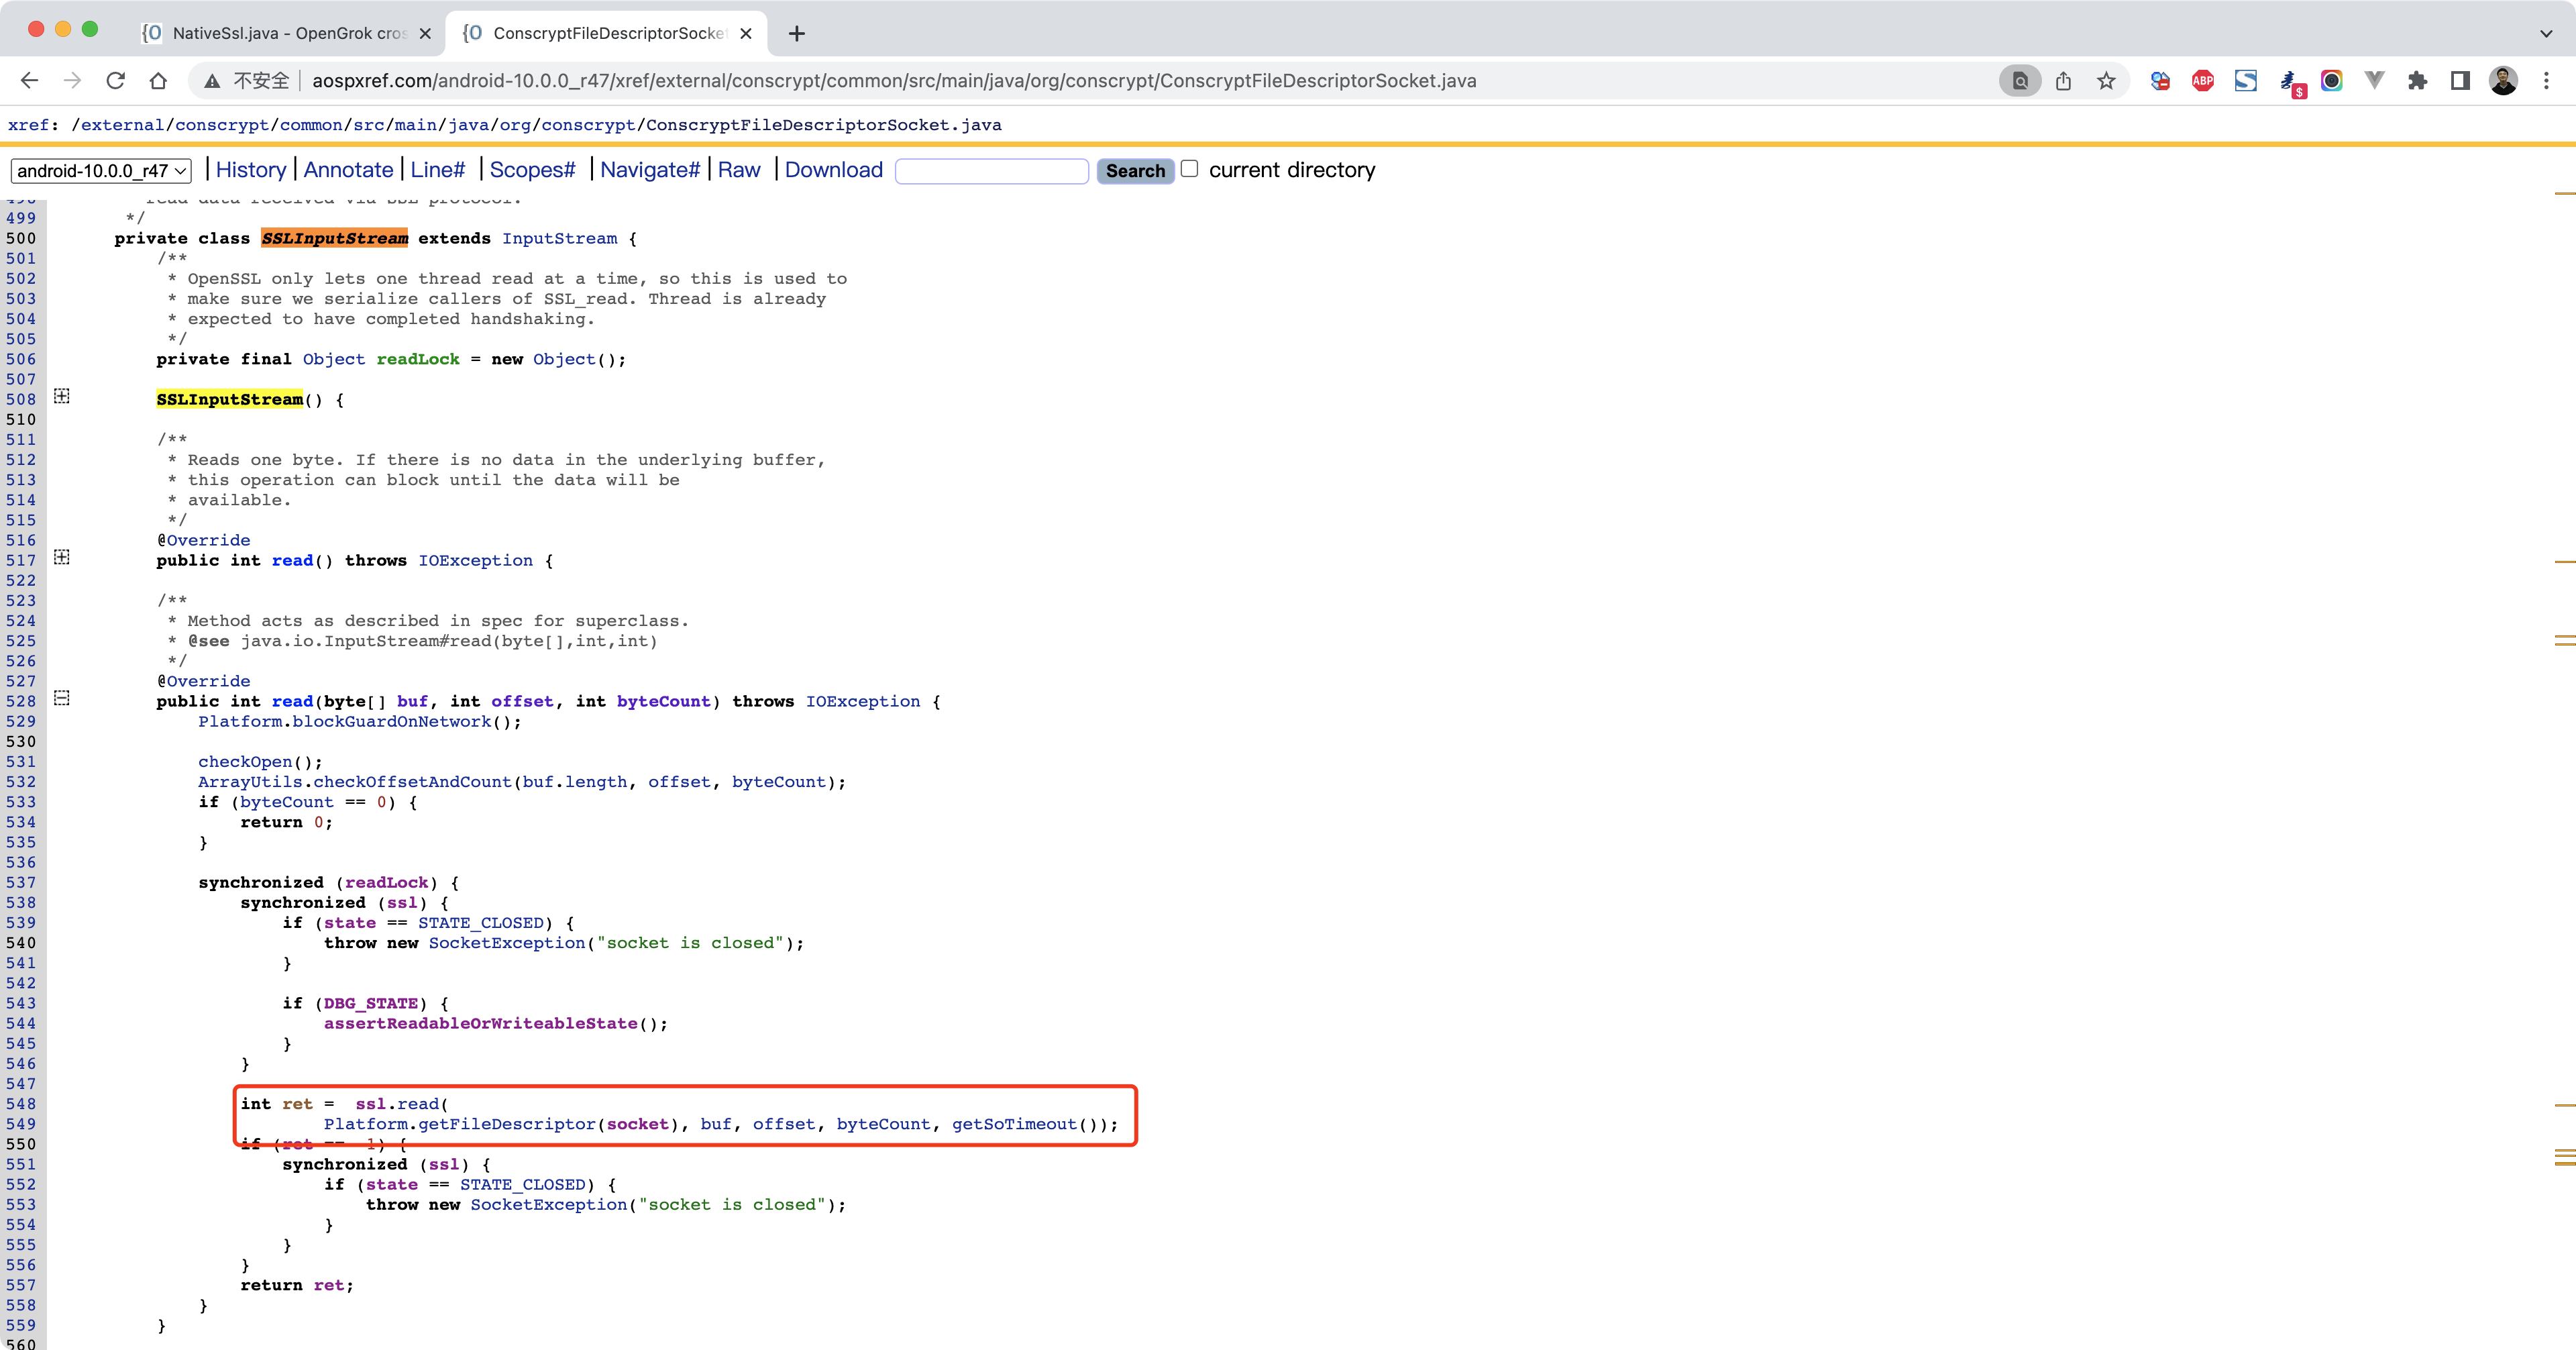 NativeSsl.java - OpenGrok cros
ConscryptFileDescriptorSocke
不安全 aospxref.com/android-10.0.0_r47/xref/external/conscrypt/common/src/main/java/org/conscrypt/ConscryptFileDescriptorSocket.java
ABP
$
xref: /external/conscrypt/common/src/main/java/org/conscrypt/ConscryptFileDescriptorSocket.java
android-10.0.0_r47 | History | Annotate | Line# | Scopes# | Navigate# | Raw | Download Search current directory
498 read data received via SSL protocol.
499 */
500 private class SSLInputStream extends InputStream {
501 /**
502 * OpenSSL only lets one thread read at a time, so this is used to
503 * make sure we serialize callers of SSL_read. Thread is already
504 * expected to have completed handshaking.
505 */
506 private final Object readLock = new Object();
507
508 SSLInputStream() {
510
511 /**
512 * Reads one byte. If there is no data in the underlying buffer,
513 * this operation can block until the data will be
514 * available.
515 */
516 @Override
517 public int read() throws IOException {
522
523 /**
524 * Method acts as described in spec for superclass.
525 * @see java.io.InputStream#read(byte[],int,int)
526 */
527 @Override
528 public int read(byte[] buf, int offset, int byteCount) throws IOException {
529 Platform.blockGuardOnNetwork();
530
531 checkOpen();
532 ArrayUtils.checkOffsetAndCount(buf.length, offset, byteCount);
533 if (byteCount == 0) {
534 return 0;
535 }
536
537 synchronized (readLock) {
538 synchronized (ssl) {
539 if (state == STATE_CLOSED) {
540 throw new SocketException("socket is closed");
541 }
542
543 if (DBG_STATE) {
544 assertReadableOrWriteableState();
545 }
546 }
547
548 int ret = ssl.read(
549 Platform.getFileDescriptor(socket), buf, offset, byteCount, getSoTimeout());
550 if (ret == -1) {
551 synchronized (ssl) {
552 if (state == STATE_CLOSED) {
553 throw new SocketException("socket is closed");
554 }
555 }
556 }
557 return ret;
558 }
559 }
560